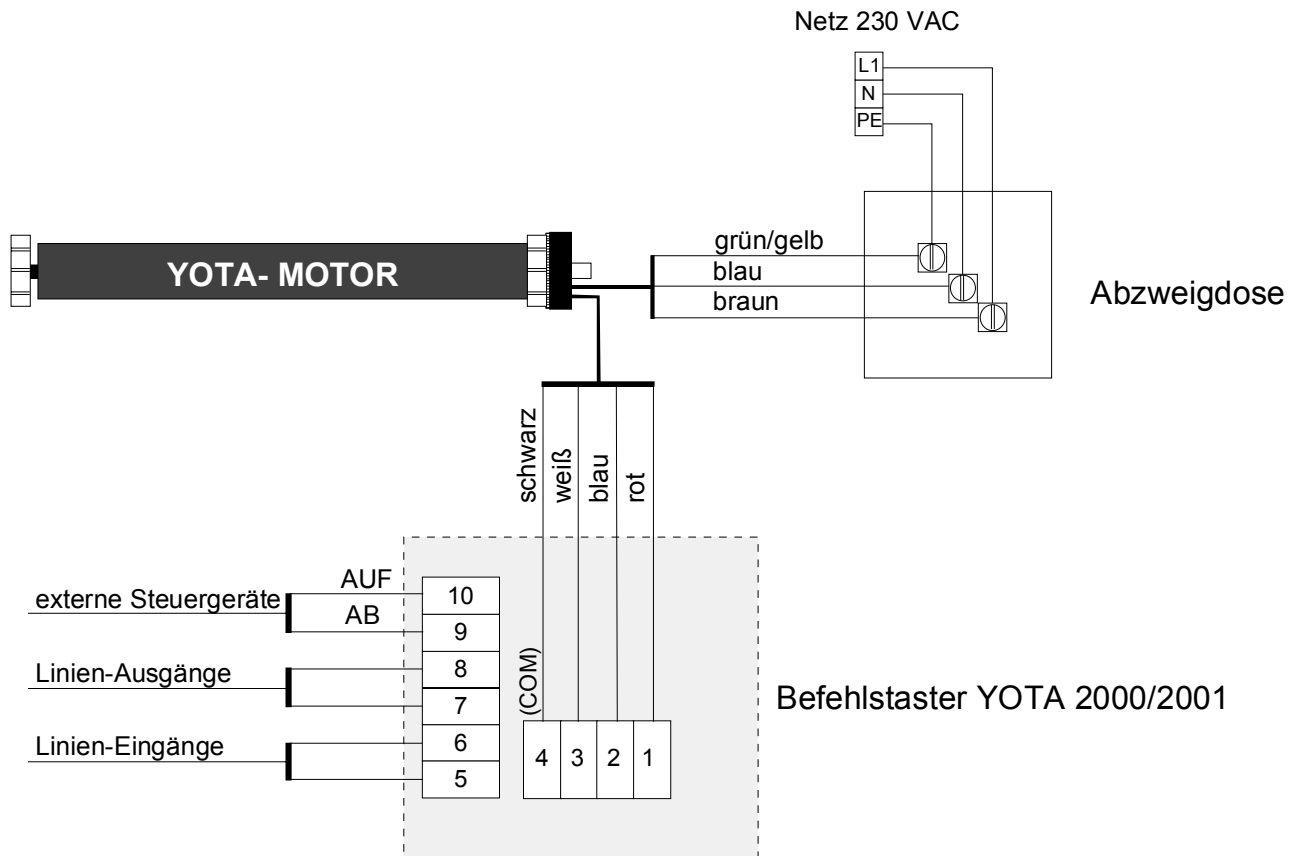 Netz 230 VAC
L1
N
PE
grün/gelb
blau
braun
YOTA- MOTOR
Abzweigdose
schwarz
weiß
blau
rot
externe Steuergeräte
AUF
AB
10
9
Linien-Ausgänge
8
7
Linien-Eingänge
6
5
(COM)
4
3
2
1
Befehlstaster YOTA 2000/2001